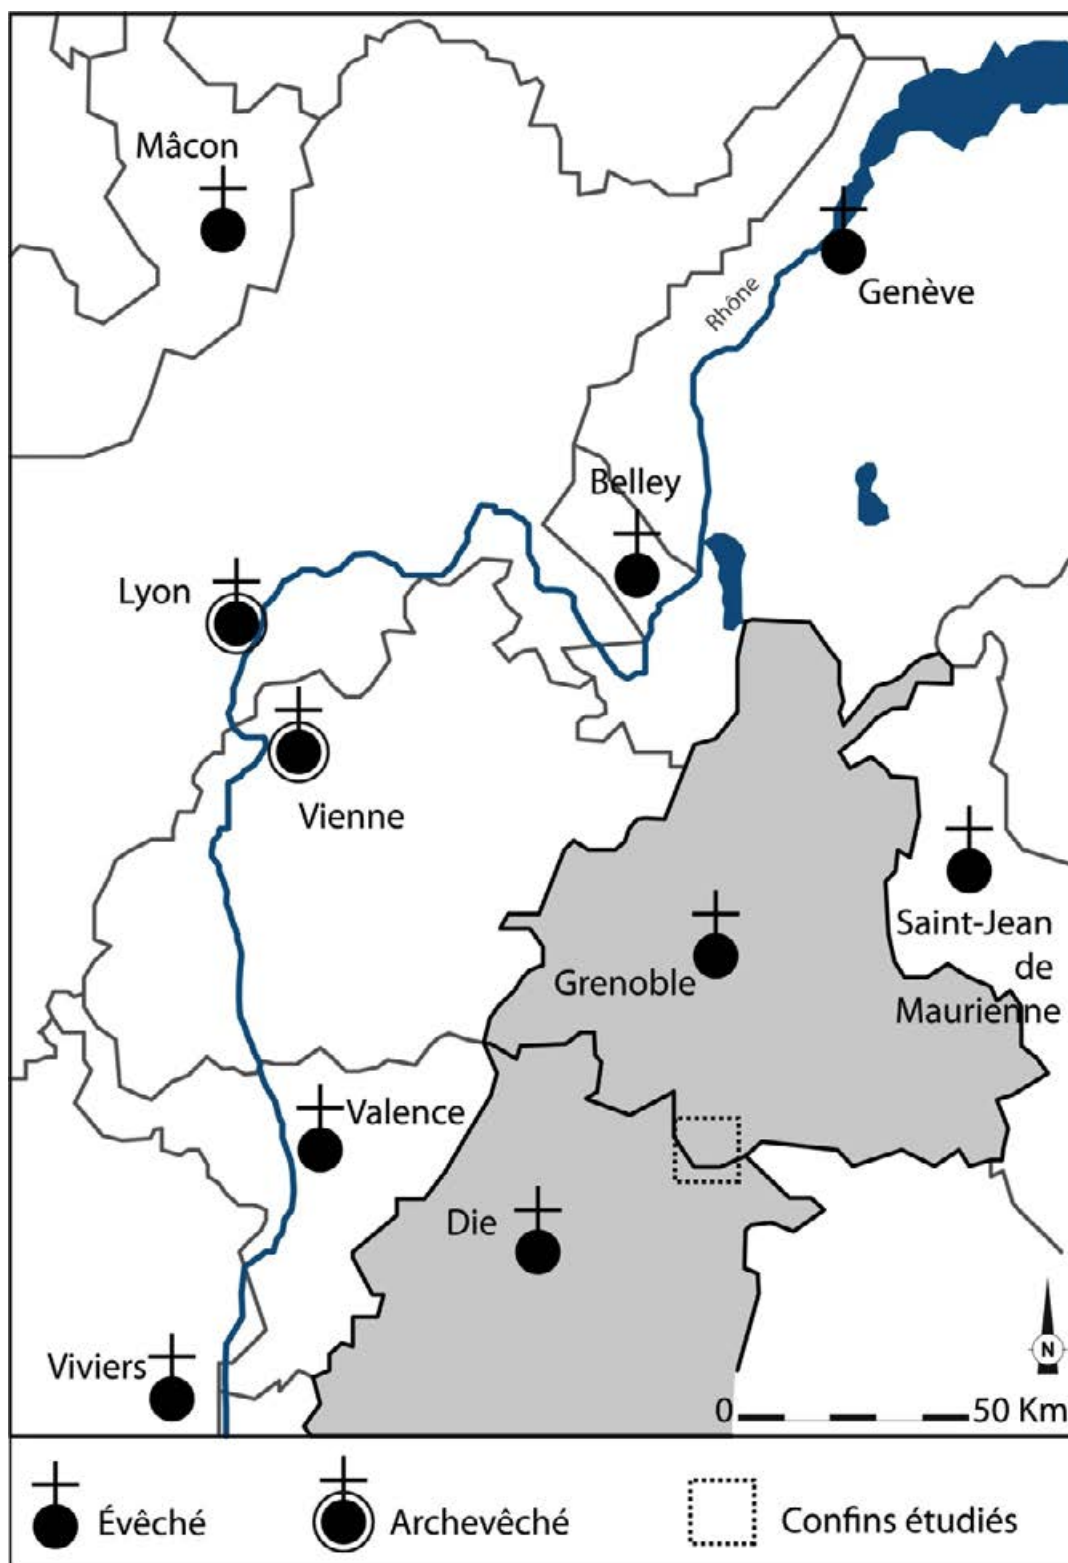 Mâcon
Genève
Rhône
Belley
Lyon
Vienne
Saint-Jean
de
Maurienne
Grenoble
Valence
Die
Viviers
N
0 50 Km
Évêché Archevêché Confins étudiés